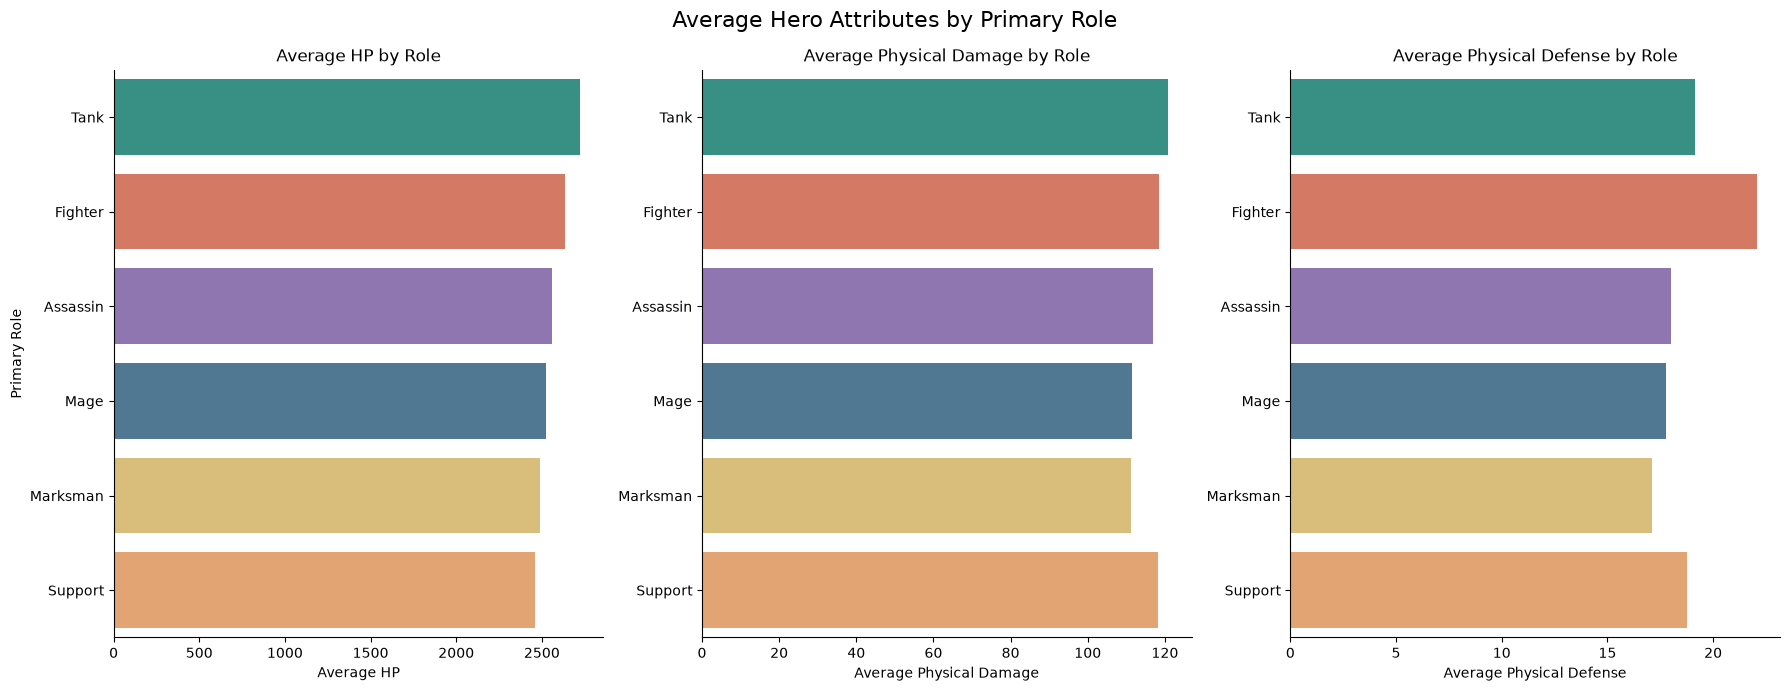 Average Hero Attributes by Primary Role
Average HP by Role
Primary Role
Tank
Fighter
Assassin
Mage
Marksman
Support
0 500 1000 1500 2000 2500
Average HP
Average Physical Damage by Role
Tank
Fighter
Assassin
Mage
Marksman
Support
0 20 40 60 80 100 120
Average Physical Damage
Average Physical Defense by Role
Tank
Fighter
Assassin
Mage
Marksman
Support
0 5 10 15 20
Average Physical Defense